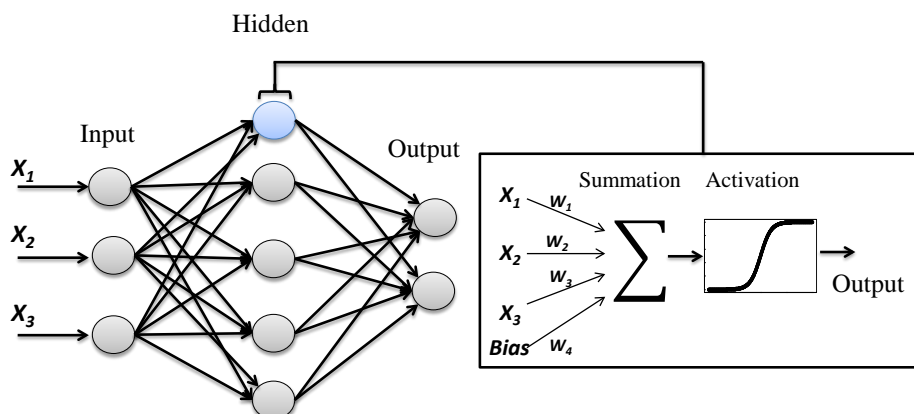 Hidden
Input
Output
X1
X2
X3
Summation Activation
X1
W1
X2
W2
W3
X3
Bias
W4
Output